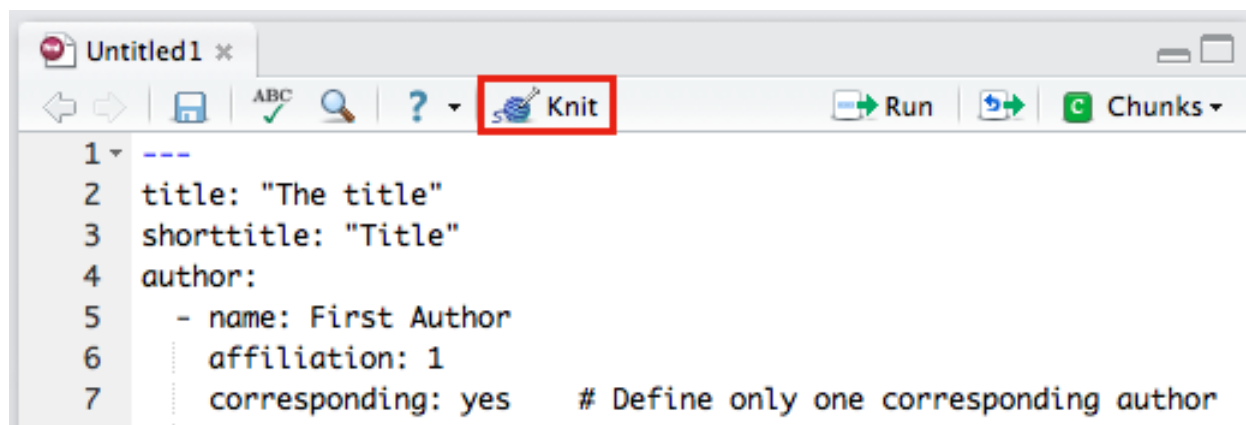 Untitled1
ABC ? Knit Run C Chunks
1 ---
2 title: "The title"
3 shorttitle: "Title"
4 author:
5   - name: First Author
6     affiliation: 1
7     corresponding: yes    # Define only one corresponding author